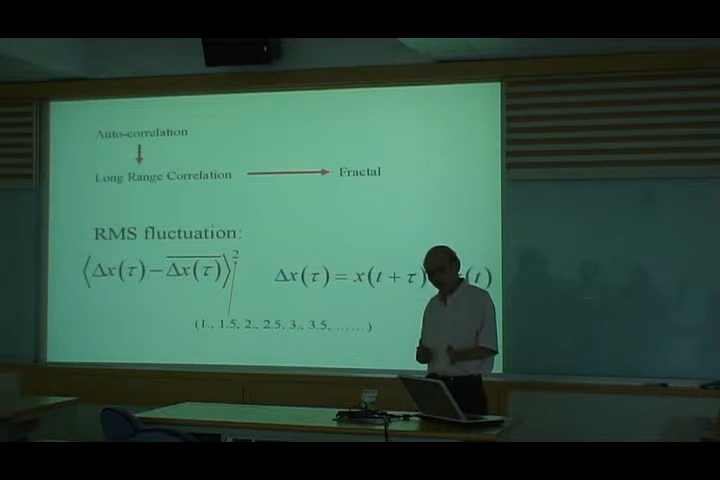 Auto-correlation
Long Range Correlation
Fractal
RMS fluctuation:
⟨Δx(τ) − \overline{Δx(τ)}⟩²
Δx(τ) = x(t + τ) (t)
(1., 1.5, 2., 2.5, 3., 3.5, ……)